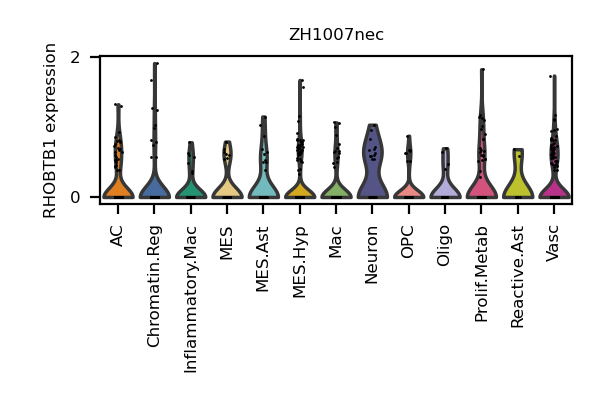 ZH1007nec
RHOBTB1 expression
2
0
AC
Chromatin.Reg
Inflammatory.Mac
MES
MES.Ast
MES.Hyp
Mac
Neuron
OPC
Oligo
Prolif.Metab
Reactive.Ast
Vasc